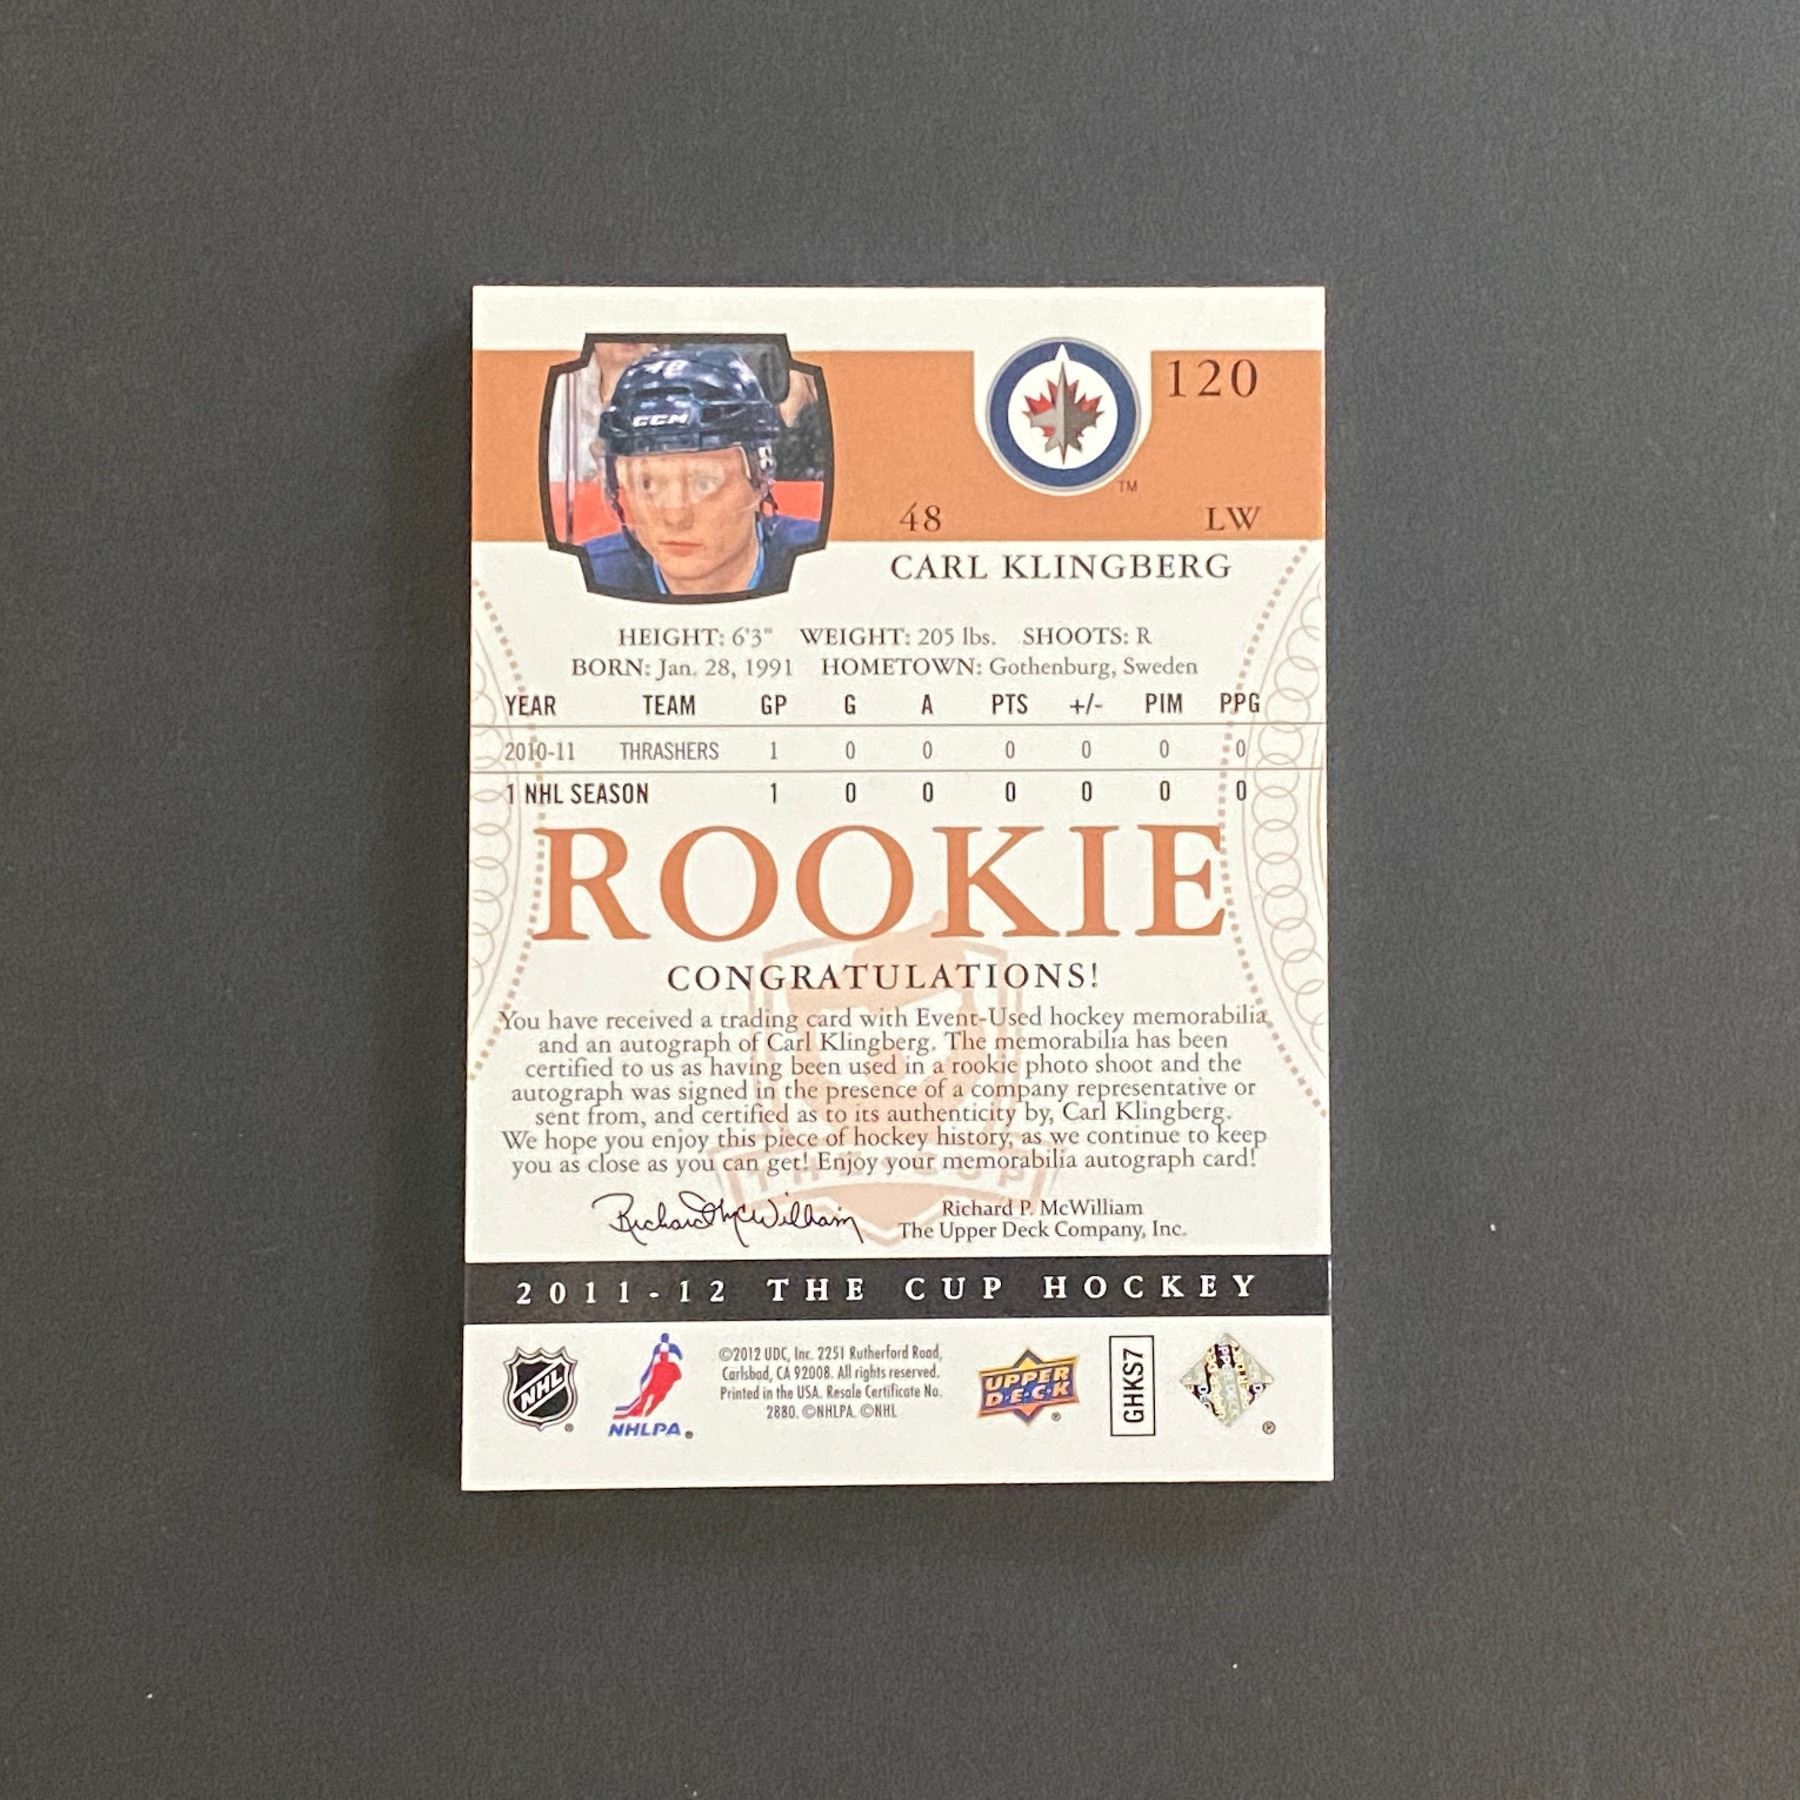 CCM
120
TM
48 LW
CARL KLINGBERG
HEIGHT: 6'3" WEIGHT: 205 lbs. SHOOTS: R
BORN: Jan. 28, 1991 HOMETOWN: Gothenburg, Sweden
YEAR TEAM GP G A PTS +/- PIM PPG
2010-11 THRASHERS 1 0 0 0 0 0 0
1 NHL SEASON 1 0 0 0 0 0 0
ROOKIE
CONGRATULATIONS!
You have received a trading card with Event-Used hockey memorabilia
and an autograph of Carl Klingberg. The memorabilia has been
certified to us as having been used in a rookie photo shoot and the
autograph was signed in the presence of a company representative or
sent from, and certified as to its authenticity by, Carl Klingberg.
We hope you enjoy this piece of hockey history, as we continue to keep
you as close as you can get! Enjoy your memorabilia autograph card!
THE CUP
Richard P. McWilliam
Richard P. McWilliam
The Upper Deck Company, Inc.
2011-12 THE CUP HOCKEY
NHL ®
NHLPA ®
©2012 UDC, Inc. 2251 Rutherford Road,
Carlsbad, CA 92008. All rights reserved.
Printed in the USA. Resale Certificate No.
2880. ©NHLPA. ©NHL
UPPER
D·E·C·K ®
GHKS7
®